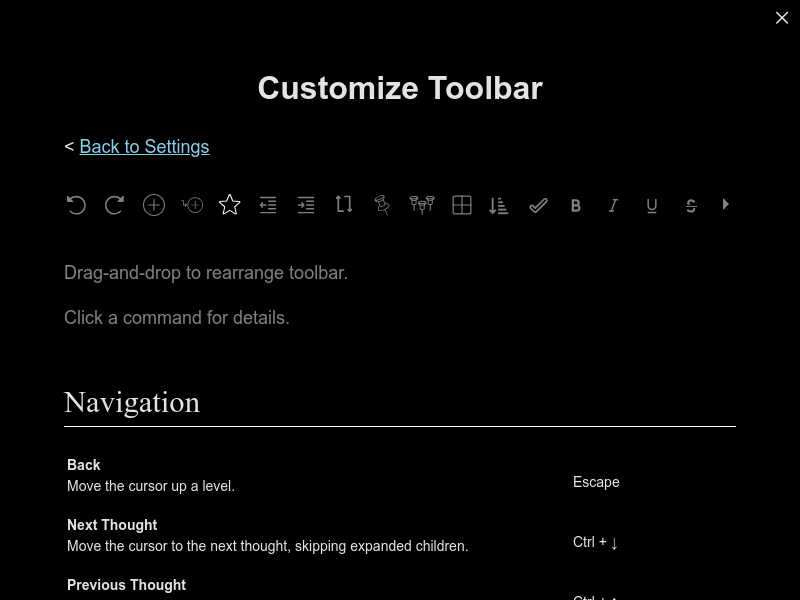 Customize Toolbar
< Back to Settings
B I U S
Drag-and-drop to rearrange toolbar.
Click a command for details.
Navigation
Back
Move the cursor up a level.
Escape
Next Thought
Move the cursor to the next thought, skipping expanded children.
Ctrl + ↓
Previous Thought
Ctrl + ↑